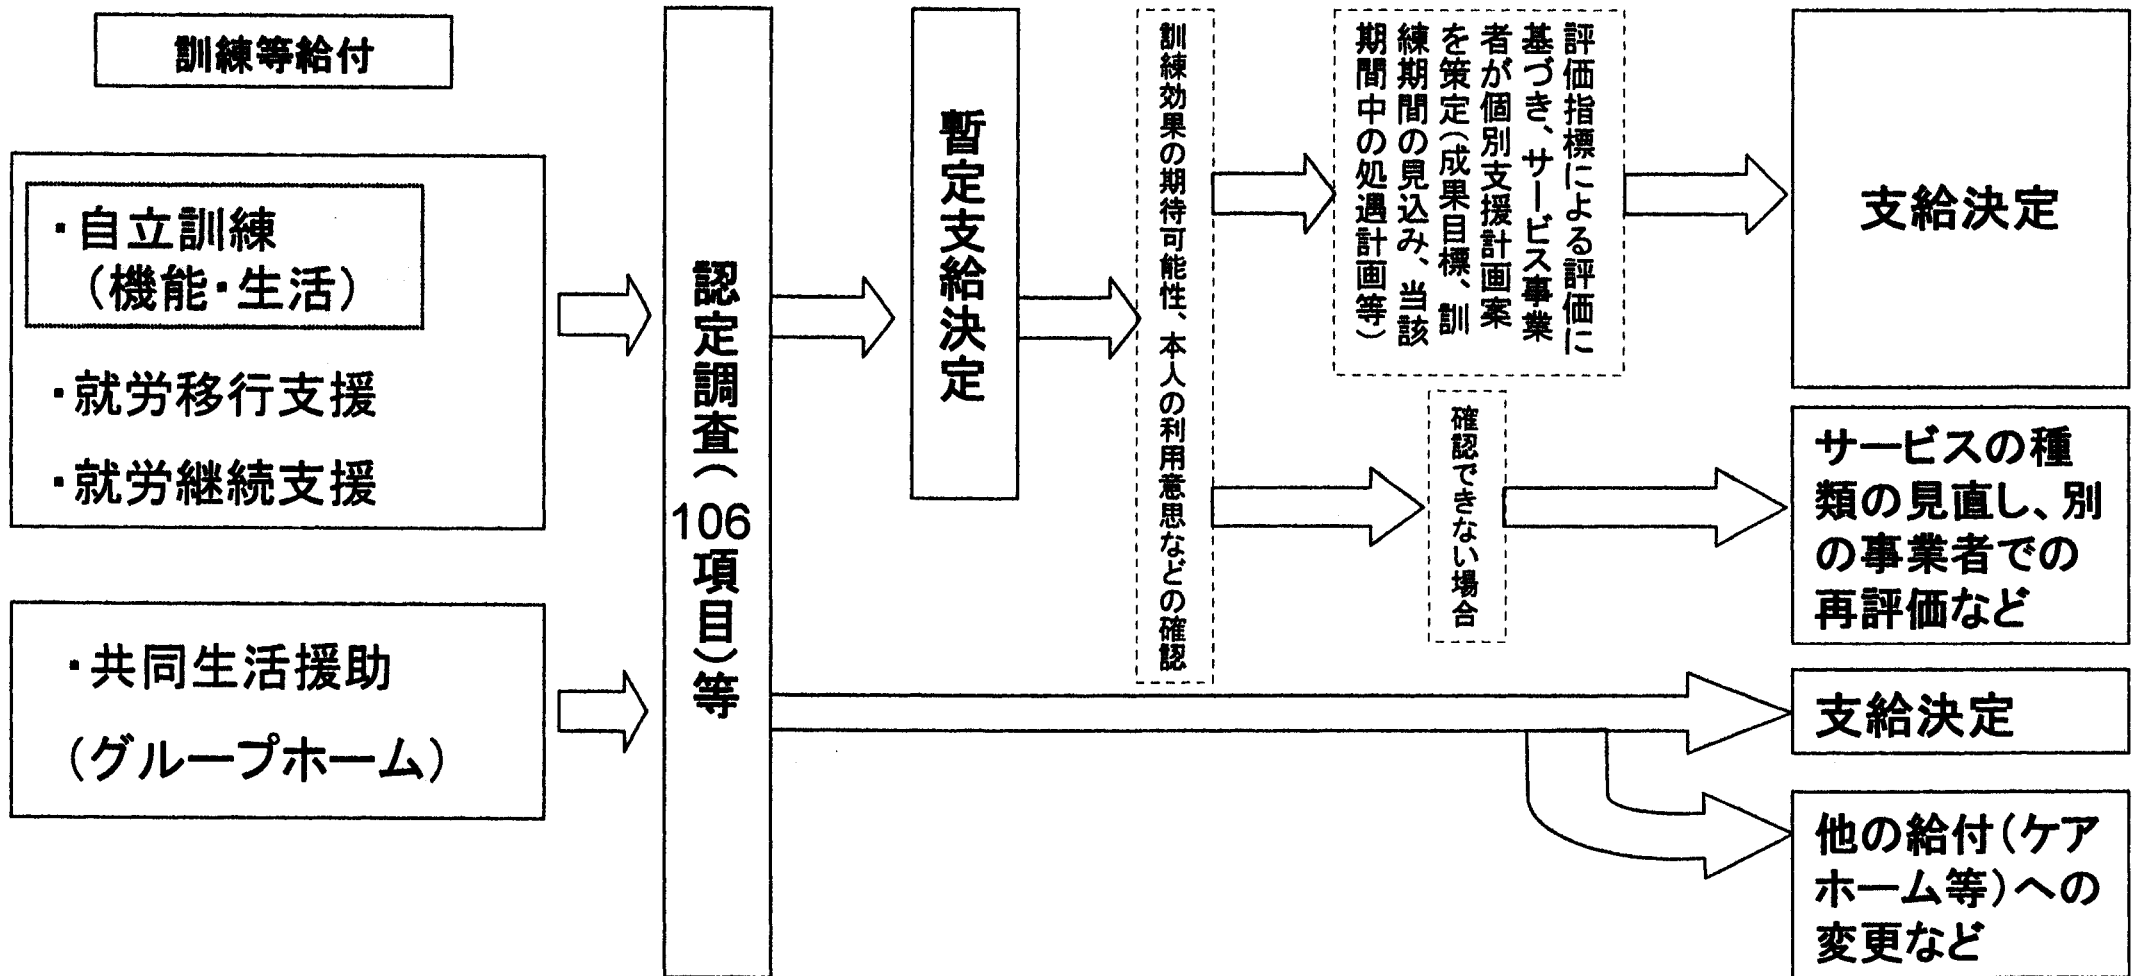 訓練等給付
・自立訓練
（機能・生活）
・就労移行支援
・就労継続支援
・共同生活援助
（グループホーム）
認定調査（106項目）等
暫定支給決定
訓練効果の期待可能性、本人の利用意思などの確認
評価指標による評価に
基づき、サービス事業
者が個別支援計画案
を策定（成果目標、訓
練期間の見込み、当該
期間中の処遇計画等）
確認できない場合
支給決定
サービスの種
類の見直し、別
の事業者での
再評価など
支給決定
他の給付（ケア
ホーム等）への
変更など